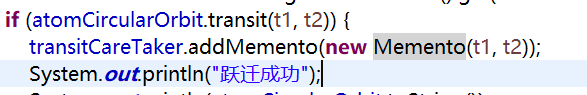 if (atomCircularOrbit.transit(t1, t2)) {
transitCareTaker.addMemento(new Memento(t1, t2));
System.out.println("跃迁成功");